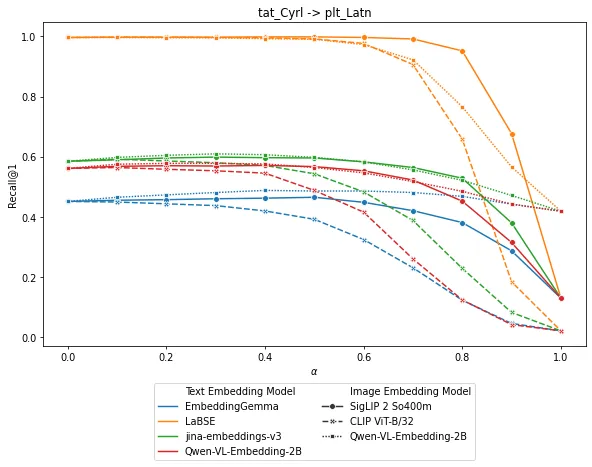 tat_Cyrl -> plt_Latn
Recall@1
1.0
0.8
0.6
0.4
0.2
0.0
0.0 0.2 0.4 0.6 0.8 1.0
α
Text Embedding Model Image Embedding Model
EmbeddingGemma SigLIP 2 So400m
LaBSE CLIP ViT-B/32
jina-embeddings-v3 Qwen-VL-Embedding-2B
Qwen-VL-Embedding-2B